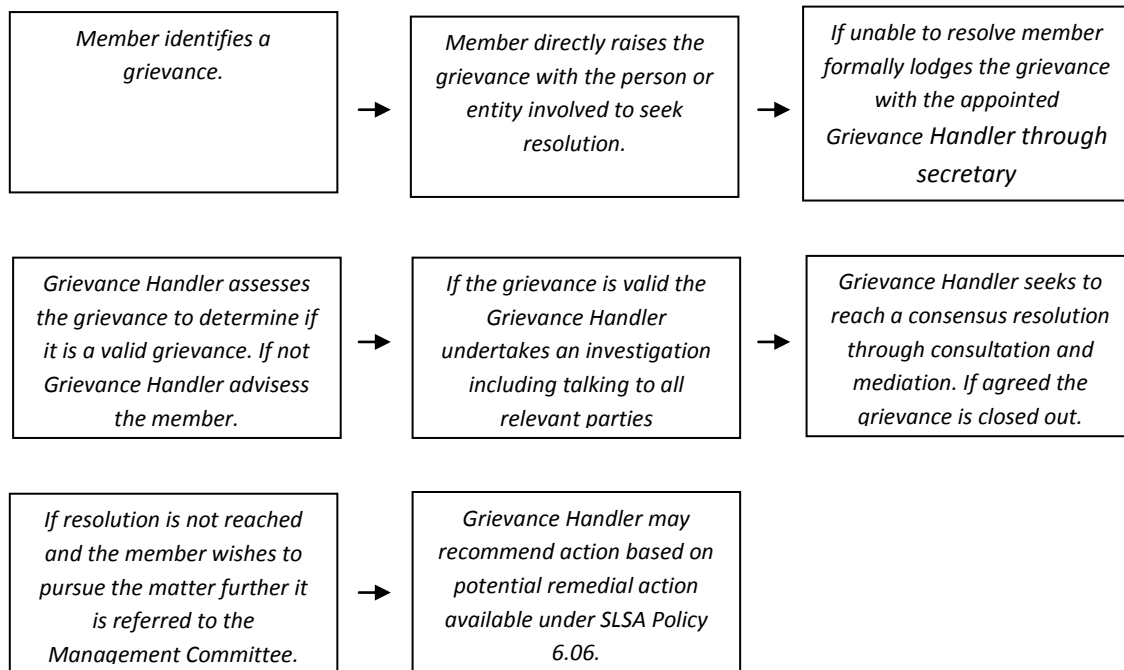 Member identifies a
grievance.
Member directly raises the
grievance with the person or
entity involved to seek
resolution.
If unable to resolve member
formally lodges the grievance
with the appointed
Grievance Handler through
secretary
Grievance Handler assesses
the grievance to determine if
it is a valid grievance. If not
Grievance Handler advisess
the member.
If the grievance is valid the
Grievance Handler
undertakes an investigation
including talking to all
relevant parties
Grievance Handler seeks to
reach a consensus resolution
through consultation and
mediation. If agreed the
grievance is closed out.
If resolution is not reached
and the member wishes to
pursue the matter further it
is referred to the
Management Committee.
Grievance Handler may
recommend action based on
potential remedial action
available under SLSA Policy
6.06.